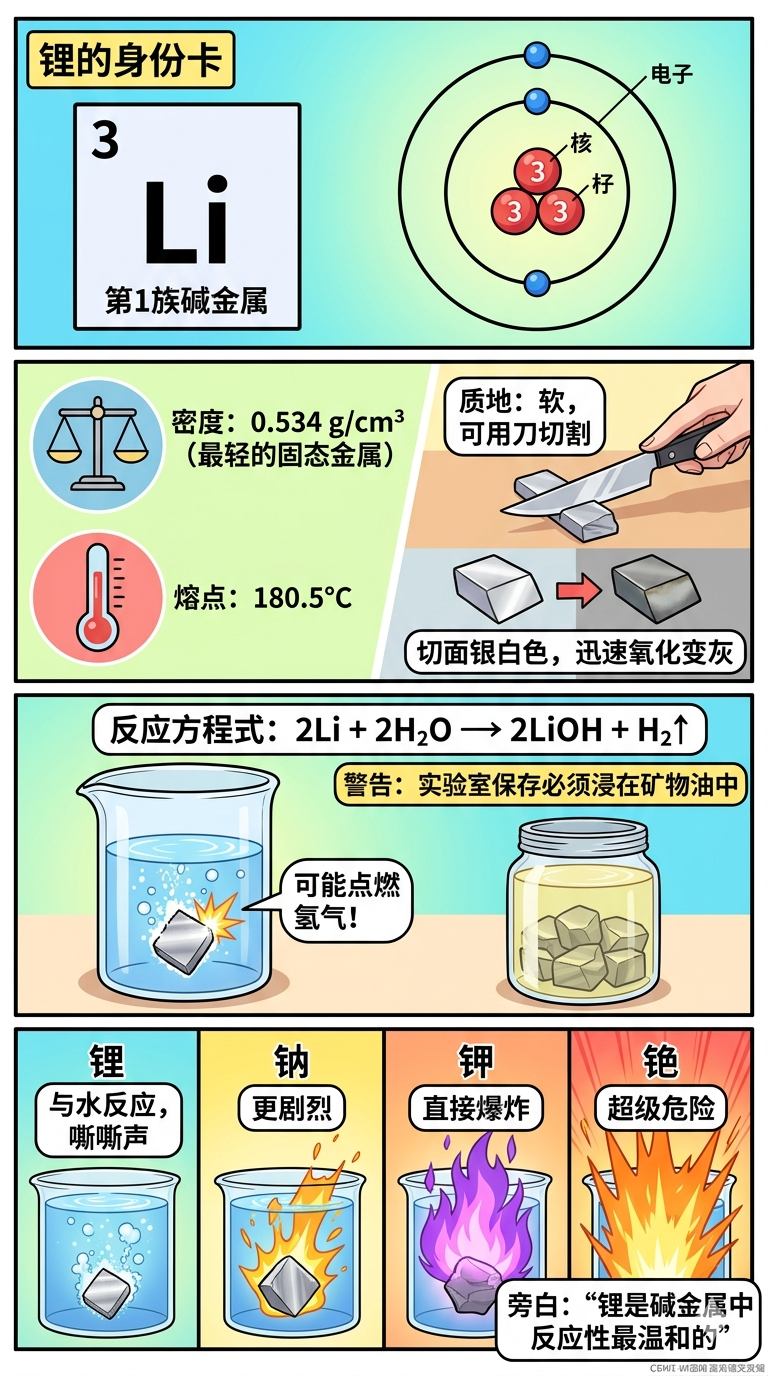 锂的身份卡
3
Li
第1族碱金属
电子
核
籽
3
3
3
密度：0.534 g/cm³
（最轻的固态金属）
熔点：180.5°C
质地：软，
可用刀切割
切面银白色，迅速氧化变灰
反应方程式：2Li + 2H₂O → 2LiOH + H₂↑
警告：实验室保存必须浸在矿物油中
可能点燃
氢气！
锂
与水反应，
嘶嘶声
钠
更剧烈
钾
直接爆炸
铯
超级危险
旁白：“锂是碱金属中
反应性最温和的”